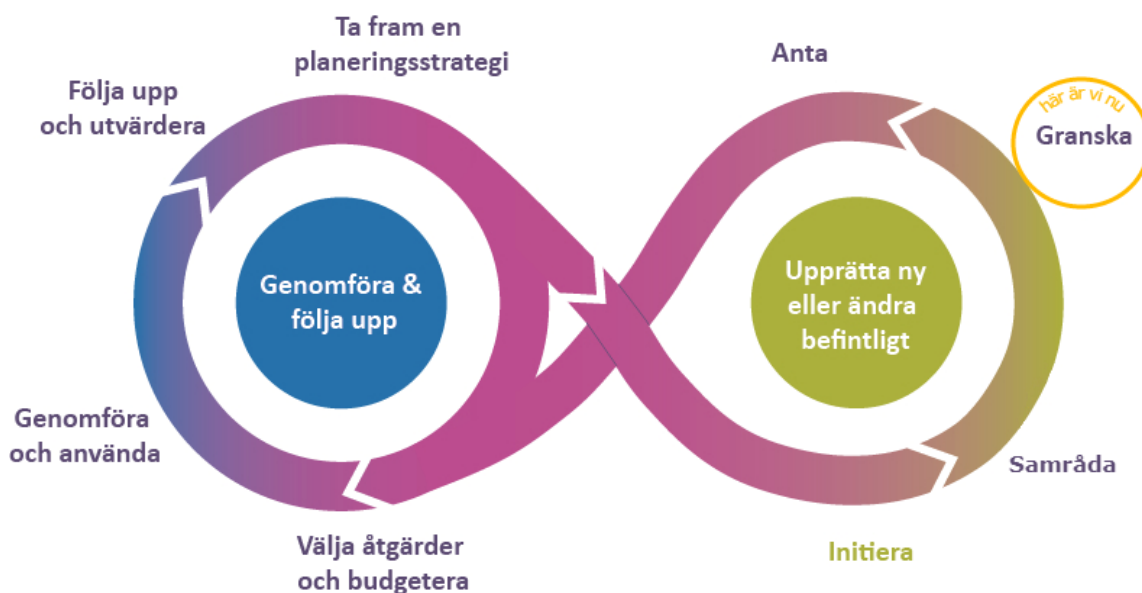 Ta fram en
planeringsstrategi
Anta
Följa upp
och utvärdera
här är vi nu
Granska
Genomföra &
följa upp
Upprätta ny
eller ändra
befintligt
Genomföra
och använda
Samråda
Välja åtgärder
och budgetera
Initiera